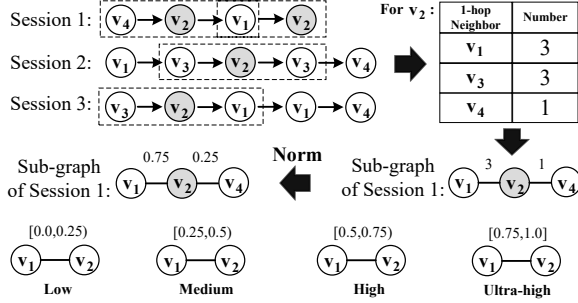 Session 1: v4 v2 v1 v2
Session 2: v1 v3 v2 v3 v4
Session 3: v3 v2 v1 v1 v4
For v2 :
1-hop Neighbor Number
v1 3
v3 3
v4 1
Norm
Sub-graph of Session 1: 0.75 0.25
v1 v2 v4
Sub-graph of Session 1: 3 1
v1 v2 v4
[0.0,0.25) [0.25,0.5) [0.5,0.75) [0.75,1.0]
v1 v2 v1 v2 v1 v2 v1 v2
Low Medium High Ultra-high